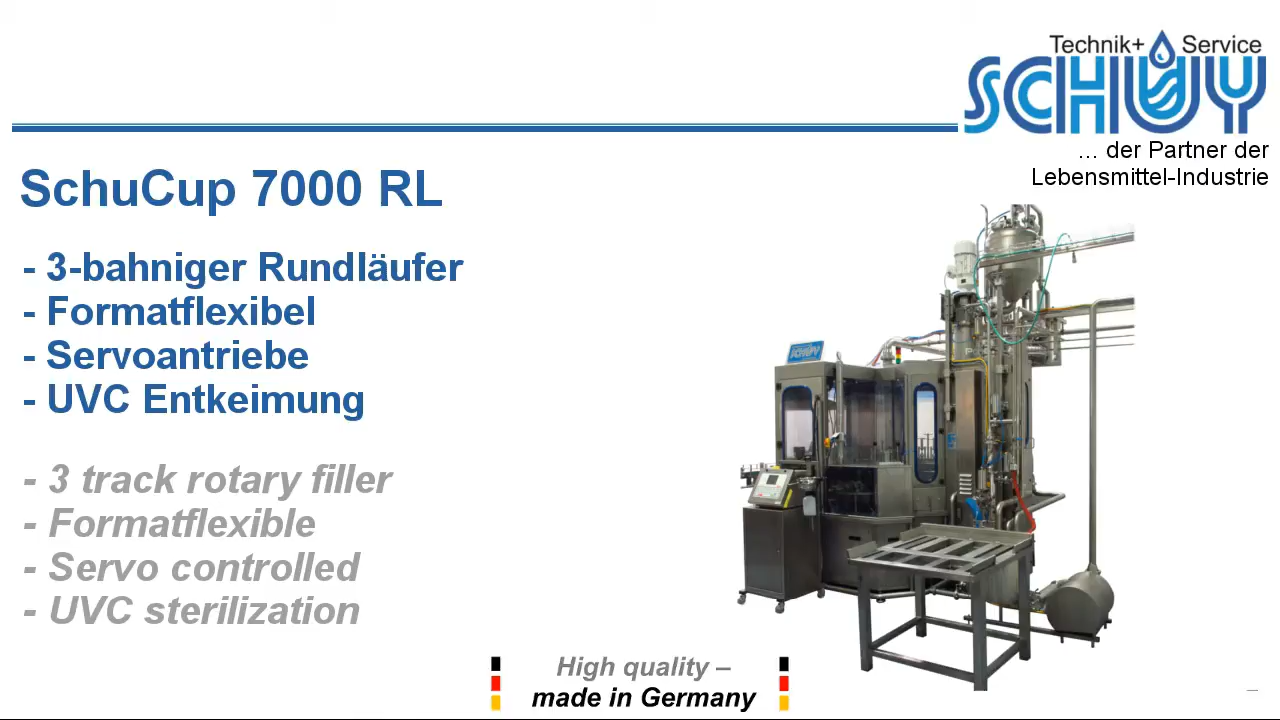 Technik+ Service
SCHUY
... der Partner der
Lebensmittel-Industrie
SchuCup 7000 RL
- 3-bahniger Rundläufer
- Formatflexibel
- Servoantriebe
- UVC Entkeimung
SCHUY
- 3 track rotary filler
- Formatflexible
- Servo controlled
- UVC sterilization
High quality –
made in Germany